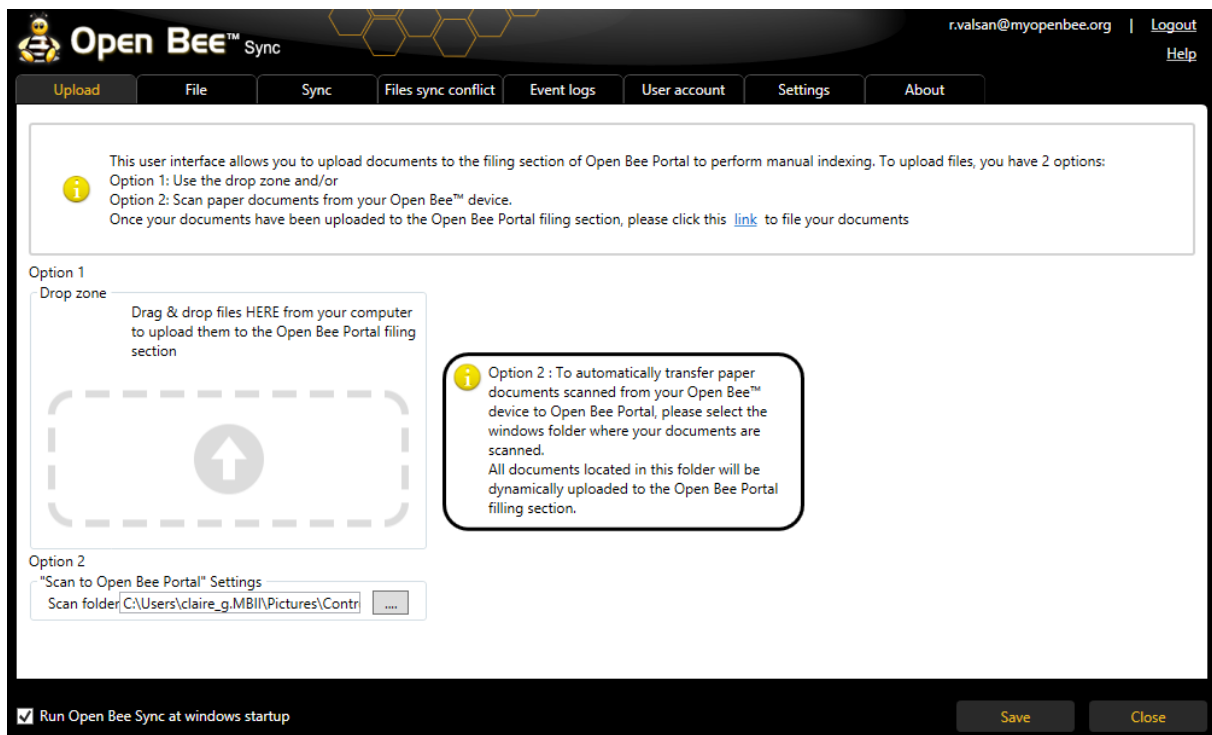 r.valsan@myopenbee.org | Logout
Open Bee™ Sync
Help
Upload File Sync Files sync conflict Event logs User account Settings About
This user interface allows you to upload documents to the filing section of Open Bee Portal to perform manual indexing. To upload files, you have 2 options:
Option 1: Use the drop zone and/or
Option 2: Scan paper documents from your Open Bee™ device.
Once your documents have been uploaded to the Open Bee Portal filing section, please click this link to file your documents
Option 1
Drop zone
Drag & drop files HERE from your computer
to upload them to the Open Bee Portal filing
section
Option 2 : To automatically transfer paper
documents scanned from your Open Bee™
device to Open Bee Portal, please select the
windows folder where your documents are
scanned.
All documents located in this folder will be
dynamically uploaded to the Open Bee Portal
filling section.
Option 2
"Scan to Open Bee Portal" Settings
Scan folder C:\Users\claire_g.MBII\Pictures\Contr ....
Run Open Bee Sync at windows startup
Save Close